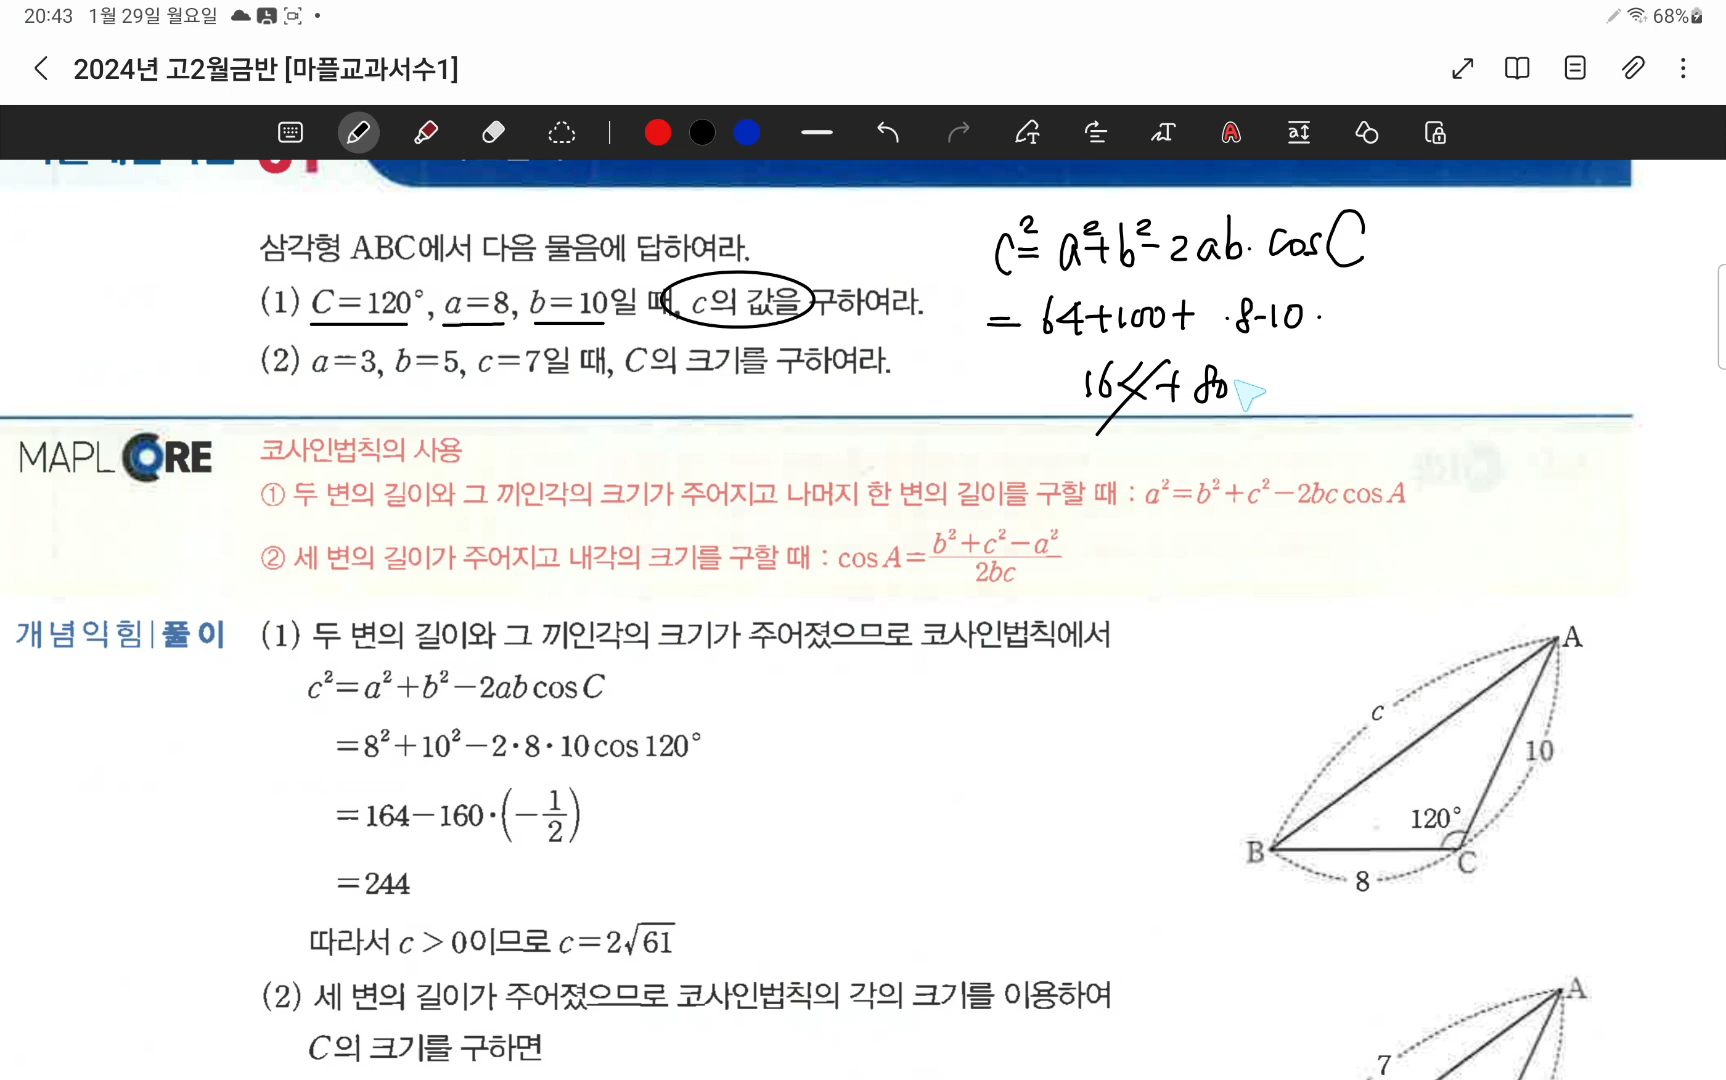 20:43 1월 29일 월요일
68%
2024년 고2월금반 [마플교과서수1]
삼각형 ABC에서 다음 물음에 답하여라.
(1) C=120°, a=8, b=10일 때, c의 값을 구하여라.
(2) a=3, b=5, c=7일 때, C의 크기를 구하여라.
c²= a²+b²-2ab·cosC
= 64+100+ ·8·10·
164+80
MAPL CORE
코사인법칙의 사용
① 두 변의 길이와 그 끼인각의 크기가 주어지고 나머지 한 변의 길이를 구할 때 : a²=b²+c²-2bc cos A
② 세 변의 길이가 주어지고 내각의 크기를 구할 때 : cos A= b²+c²-a² / 2bc
개념익힘|풀이
(1) 두 변의 길이와 그 끼인각의 크기가 주어졌으므로 코사인법칙에서
c²=a²+b²-2ab cos C
=8²+10²-2·8·10 cos 120°
=164-160·(-1/2)
=244
따라서 c>0이므로 c=2√61
A
c
10
120°
B
C
8
(2) 세 변의 길이가 주어졌으므로 코사인법칙의 각의 크기를 이용하여
C의 크기를 구하면
A
7